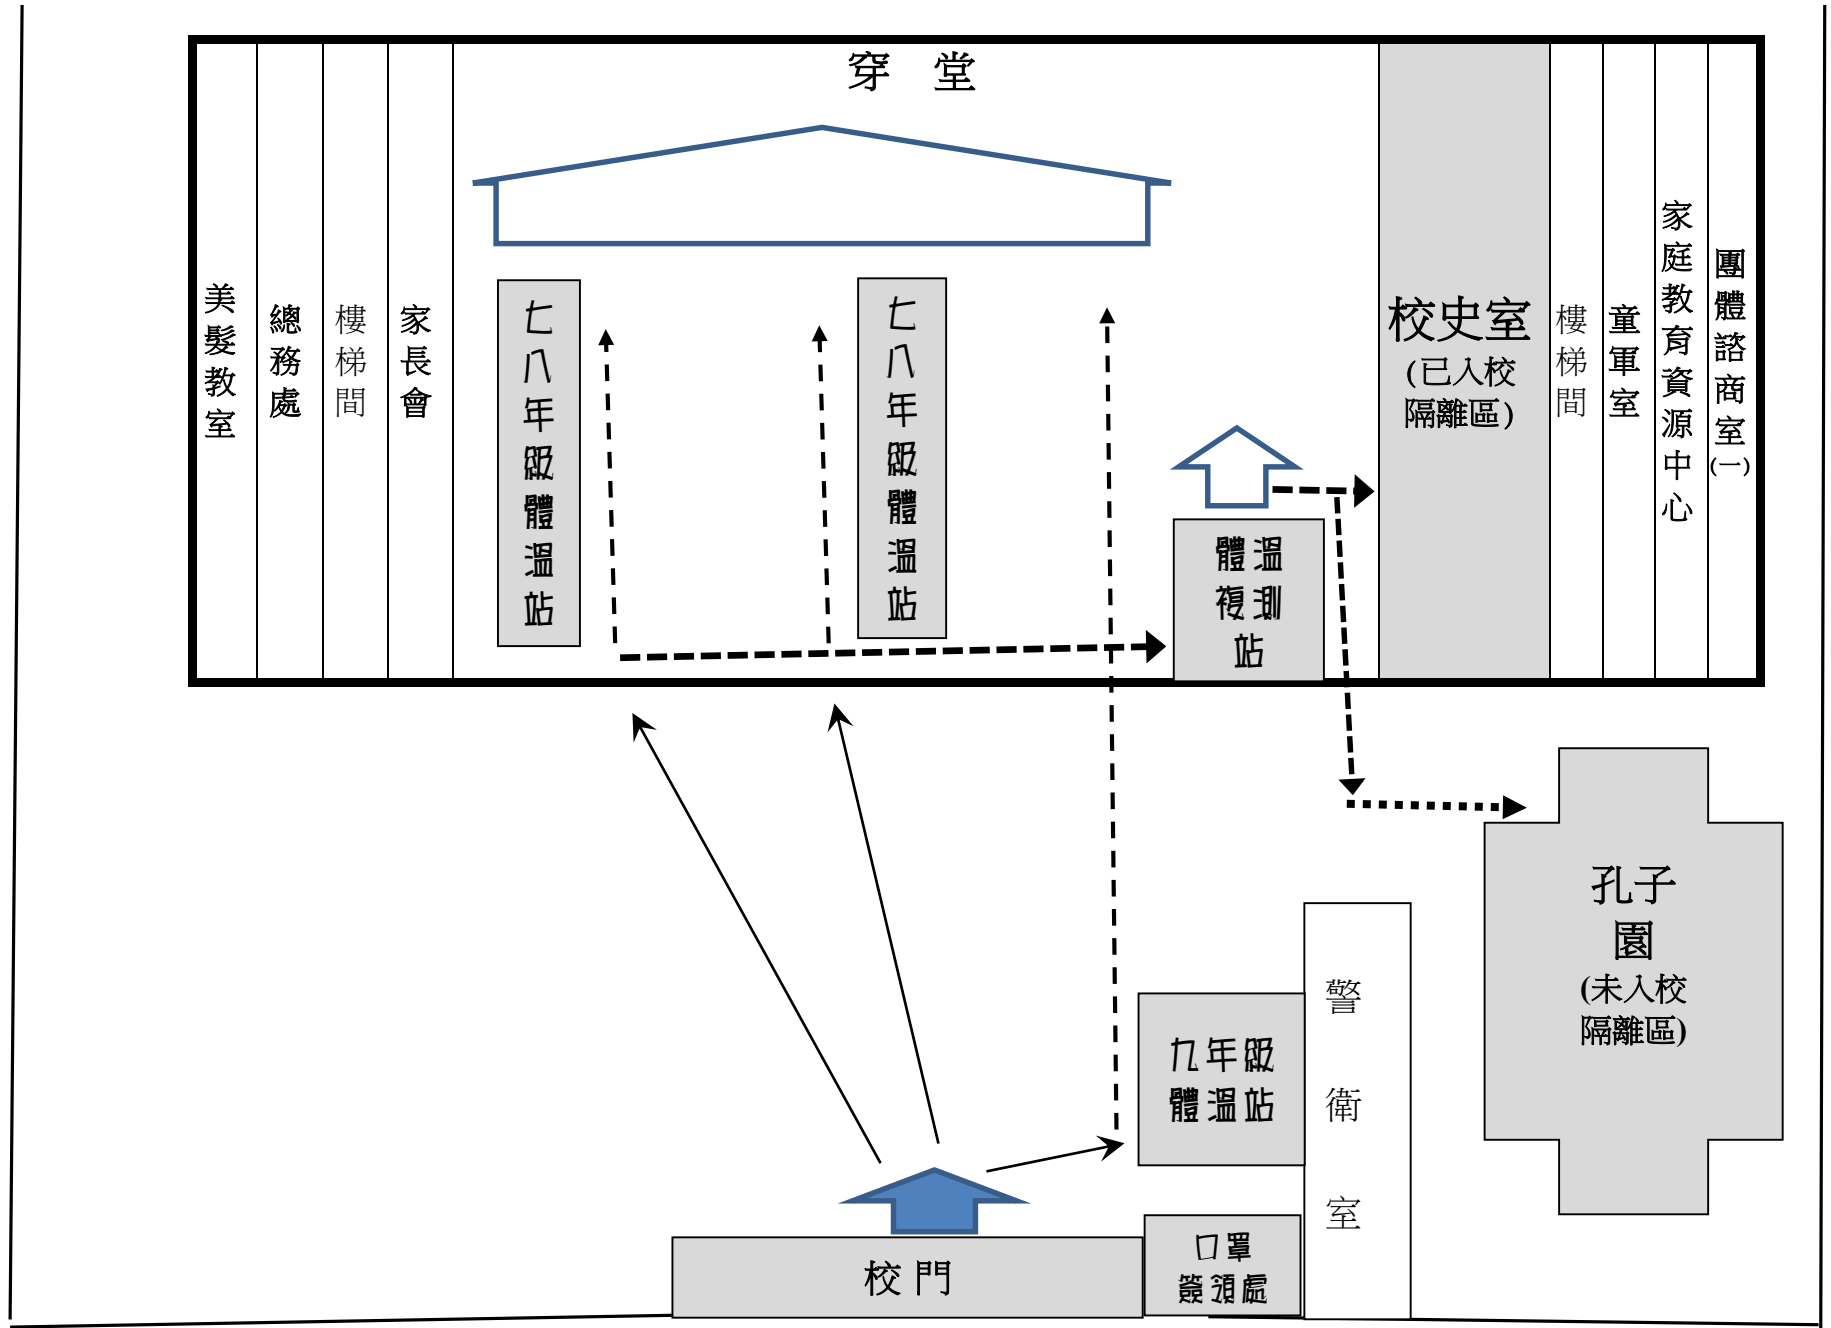 穿 堂
美髮教室
總務處
樓梯間
家長會
七八年級體溫站
七八年級體溫站
體溫
複測
站
校史室
(已入校
隔離區)
樓梯間
童軍室
家庭教育資源中心
團體諮商室(一)
孔子
園
(未入校
隔離區)
警衛室
九年級
體溫站
口罩
簽領處
校門